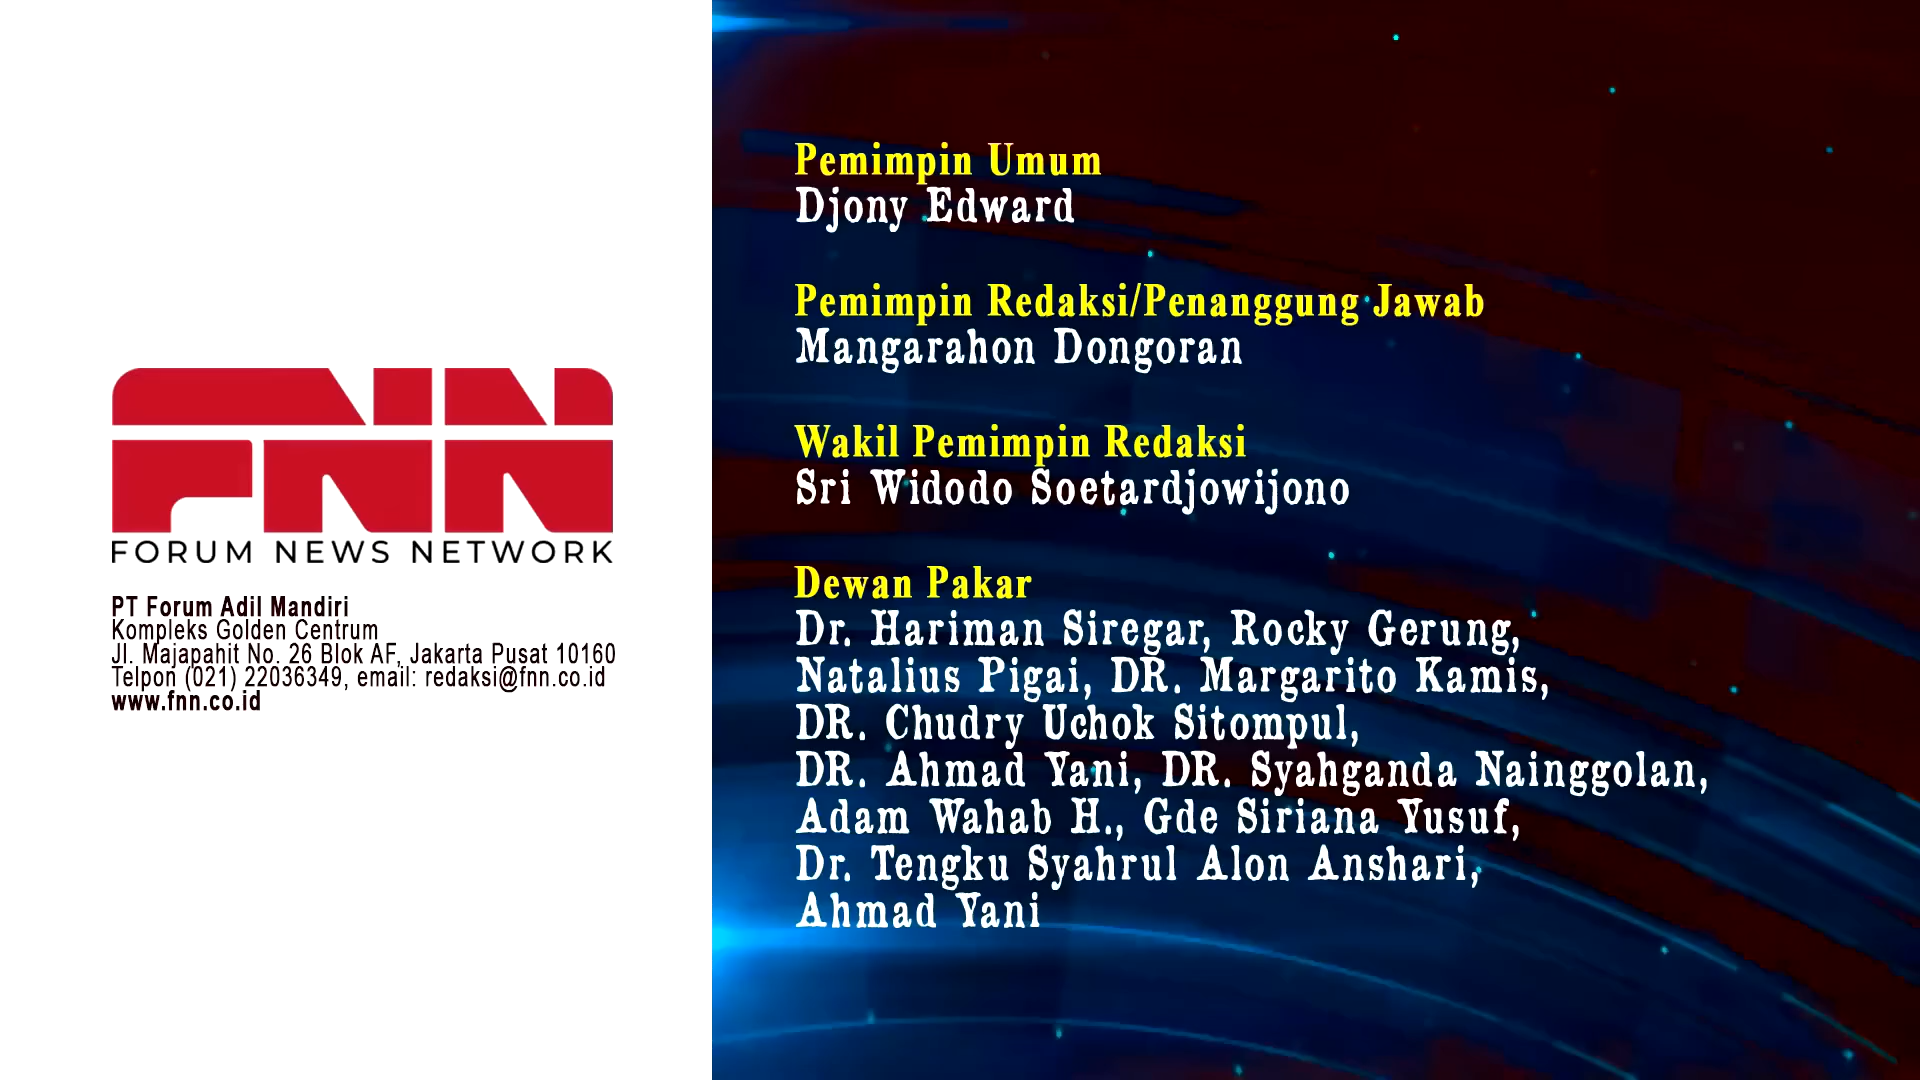 FNN
FORUM NEWS NETWORK
PT Forum Adil Mandiri
Kompleks Golden Centrum
Jl. Majapahit No. 26 Blok AF, Jakarta Pusat 10160
Telpon (021) 22036349, email: redaksi@fnn.co.id
www.fnn.co.id
Pemimpin Umum
Djony Edward
Pemimpin Redaksi/Penanggung Jawab
Mangarahon Dongoran
Wakil Pemimpin Redaksi
Sri Widodo Soetardjowijono
Dewan Pakar
Dr. Hariman Siregar, Rocky Gerung,
Natalius Pigai, DR. Margarito Kamis,
DR. Chudry Uchok Sitompul,
DR. Ahmad Yani, DR. Syahganda Nainggolan,
Adam Wahab H., Gde Siriana Yusuf,
Dr. Tengku Syahrul Alon Anshari,
Ahmad Yani